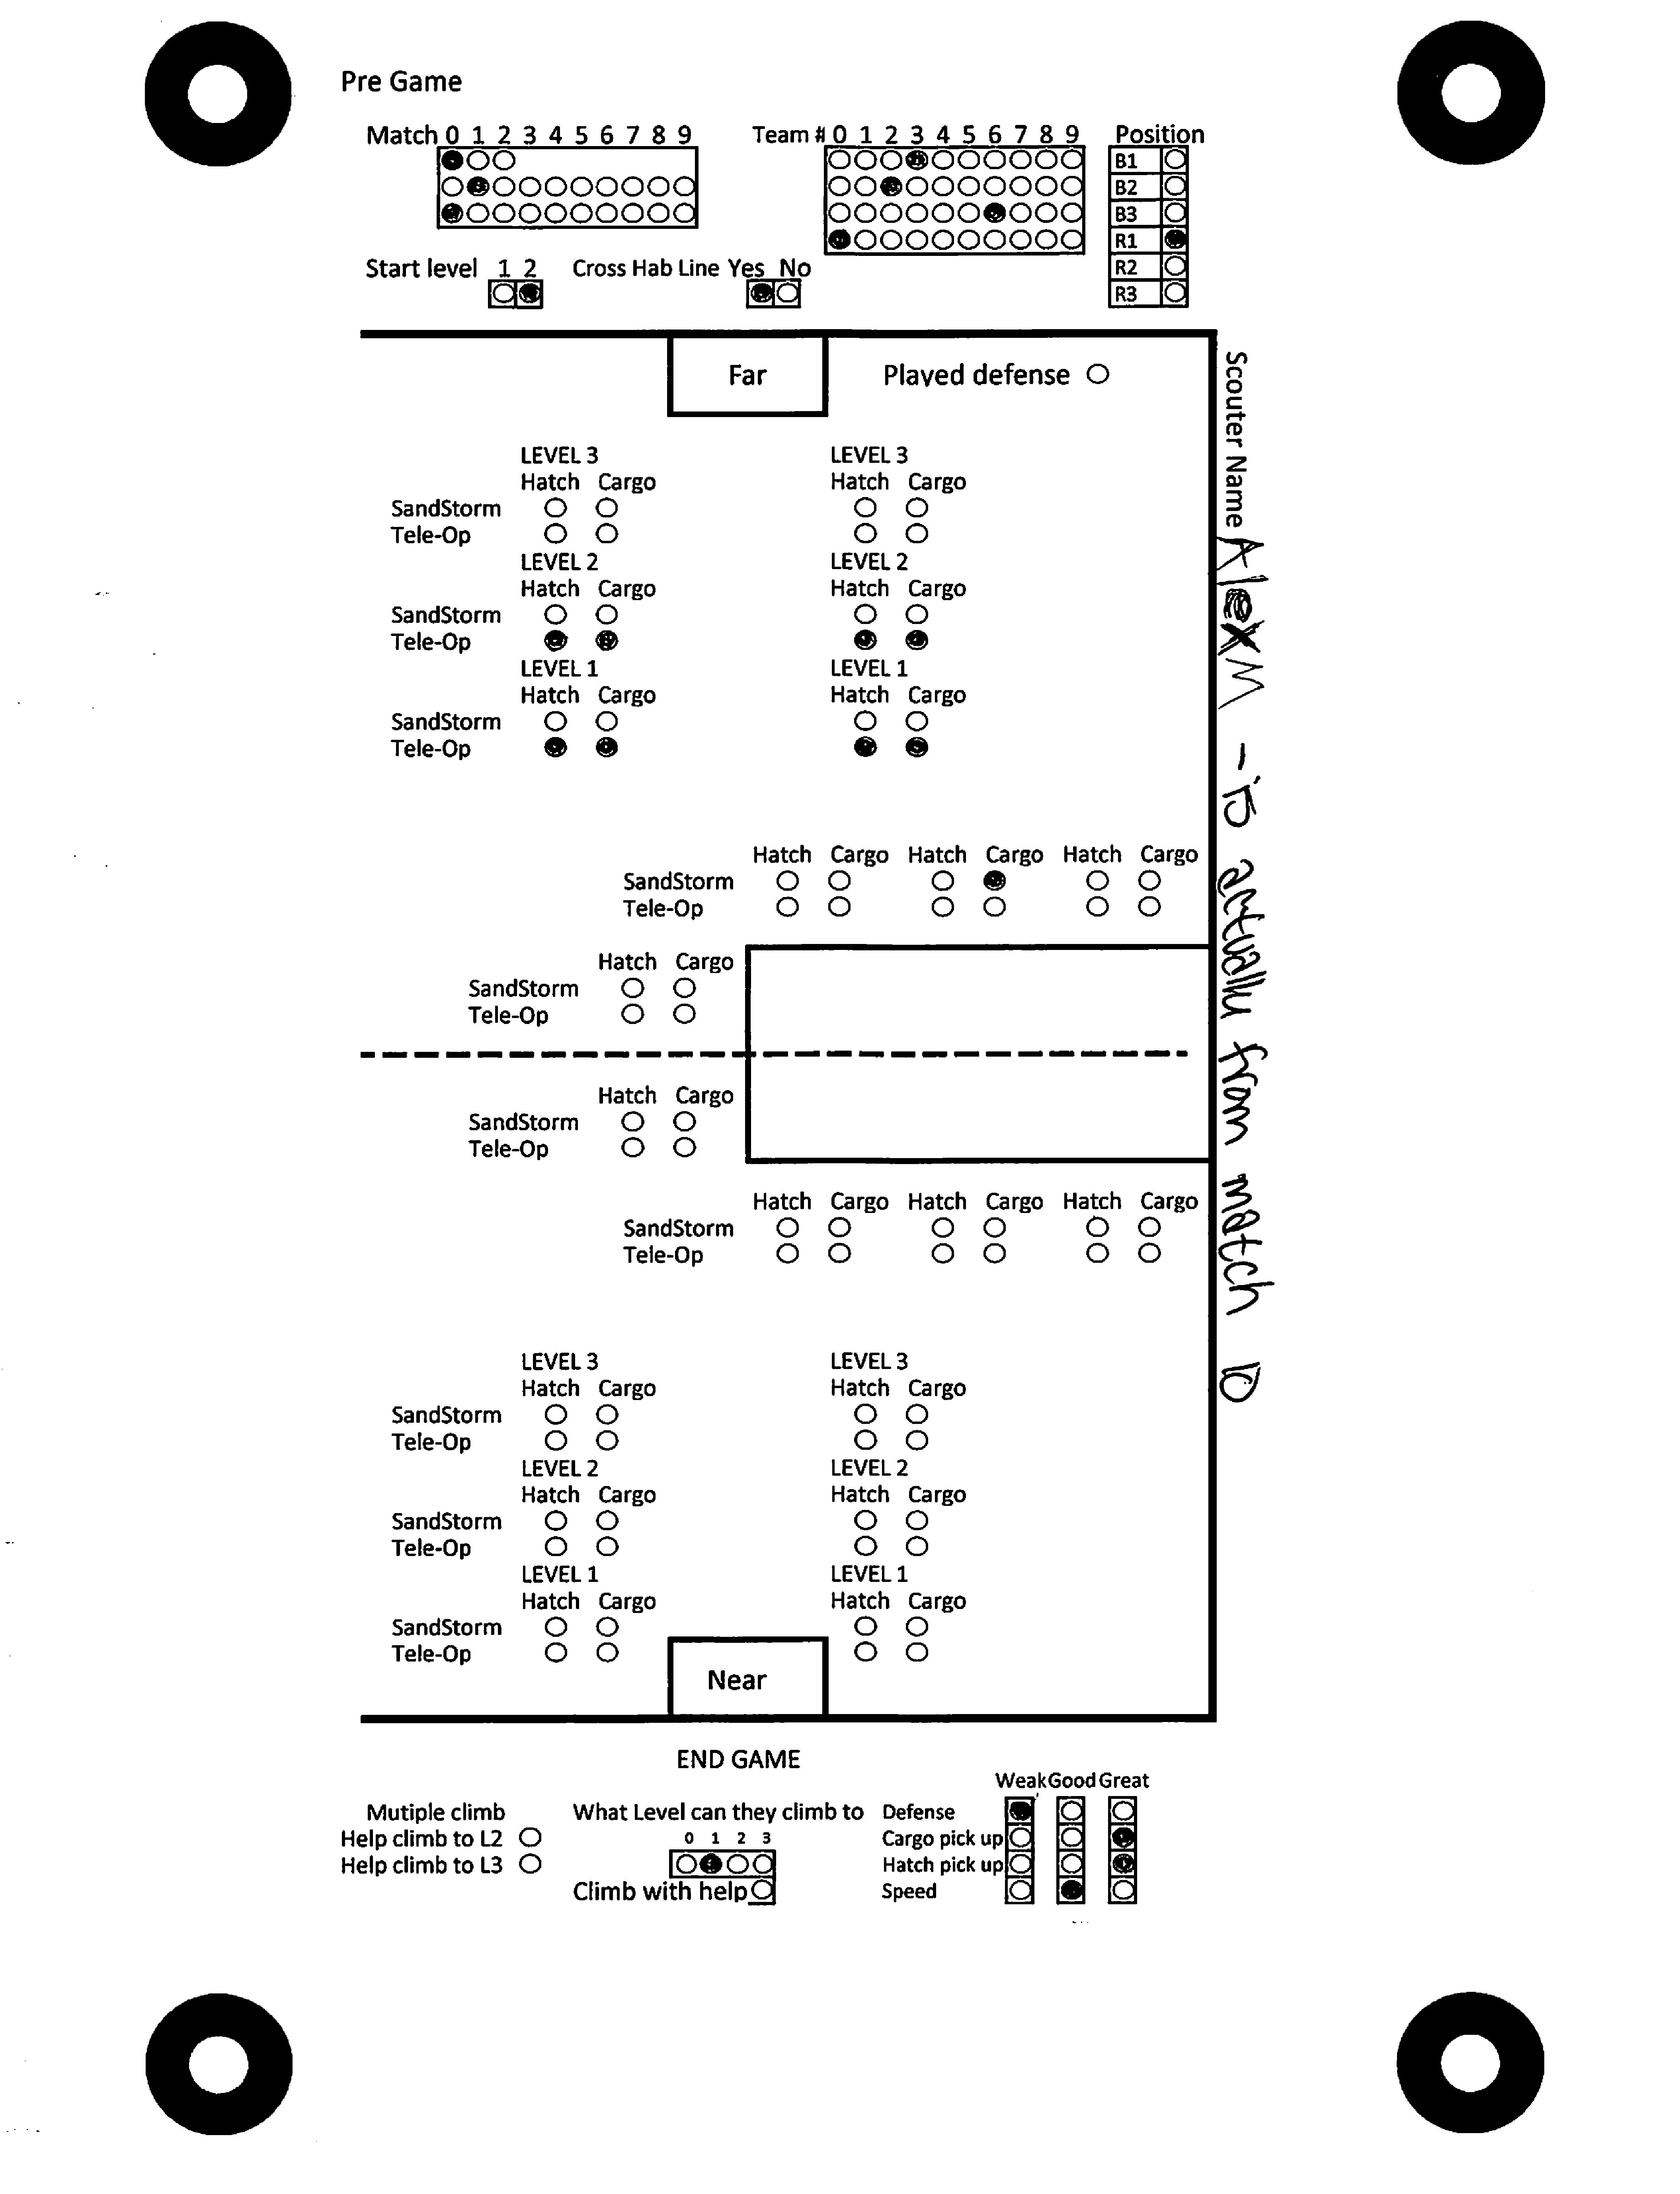 Pre Game
Match 0 1 2 3 4 5 6 7 8 9
Team # 0 1 2 3 4 5 6 7 8 9
Position
B1
B2
B3
R1
R2
R3
Start level 1 2
Cross Hab Line Yes No
Far
Played defense
Scouter Name Alex M - is actually from match 10
LEVEL 3 LEVEL 3
Hatch Cargo Hatch Cargo
SandStorm
Tele-Op
LEVEL 2 LEVEL 2
Hatch Cargo Hatch Cargo
SandStorm
Tele-Op
LEVEL 1 LEVEL 1
Hatch Cargo Hatch Cargo
SandStorm
Tele-Op
Hatch Cargo Hatch Cargo Hatch Cargo
SandStorm
Tele-Op
Hatch Cargo
SandStorm
Tele-Op
Hatch Cargo
SandStorm
Tele-Op
Hatch Cargo Hatch Cargo Hatch Cargo
SandStorm
Tele-Op
LEVEL 3 LEVEL 3
Hatch Cargo Hatch Cargo
SandStorm
Tele-Op
LEVEL 2 LEVEL 2
Hatch Cargo Hatch Cargo
SandStorm
Tele-Op
LEVEL 1 LEVEL 1
Hatch Cargo Hatch Cargo
SandStorm
Tele-Op
Near
END GAME
Mutiple climb
Help climb to L2
Help climb to L3
What Level can they climb to
0 1 2 3
Climb with help
Weak Good Great
Defense
Cargo pick up
Hatch pick up
Speed